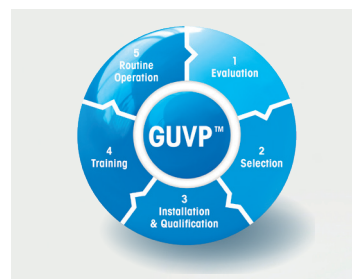 5
Routine
Operation
1
Evaluation
GUVP™
4
Training
2
Selection
3
Installation
& Qualification